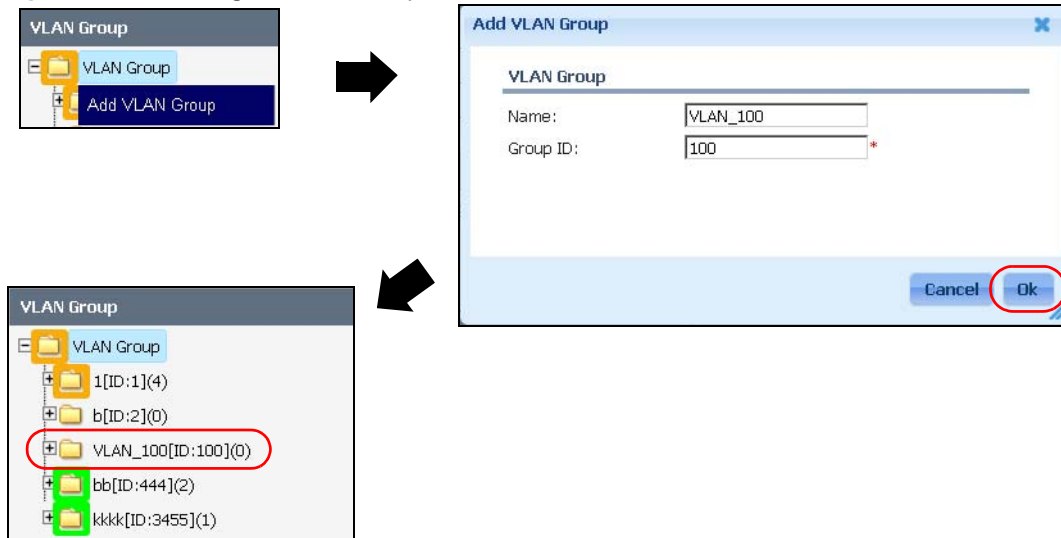 VLAN Group
VLAN Group
Add VLAN Group
Add VLAN Group
VLAN Group
Name: VLAN_100
Group ID: 100 *
Cancel Ok
VLAN Group
VLAN Group
1[ID:1](4)
b[ID:2](0)
VLAN_100[ID:100](0)
bb[ID:444](2)
kkkk[ID:3455](1)